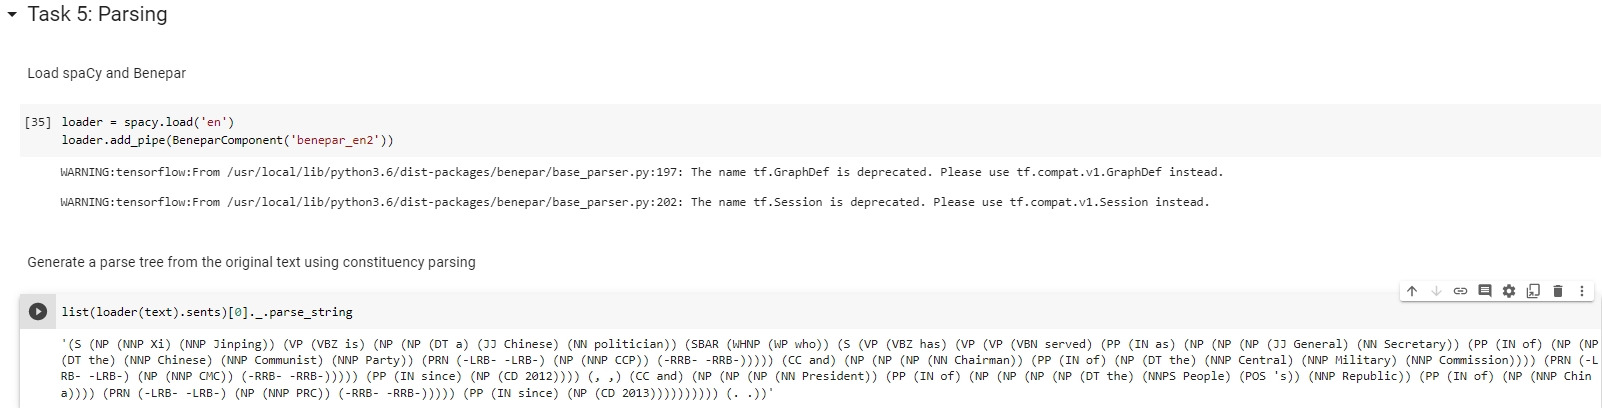 Task 5: Parsing
Load spaCy and Benepar
[35] loader = spacy.load('en')
loader.add_pipe(BeneparComponent('benepar_en2'))
WARNING:tensorflow:From /usr/local/lib/python3.6/dist-packages/benepar/base_parser.py:197: The name tf.GraphDef is deprecated. Please use tf.compat.v1.GraphDef instead.
WARNING:tensorflow:From /usr/local/lib/python3.6/dist-packages/benepar/base_parser.py:202: The name tf.Session is deprecated. Please use tf.compat.v1.Session instead.
Generate a parse tree from the original text using constituency parsing
list(loader(text).sents)[0]._.parse_string
'(S (NP (NNP Xi) (NNP Jinping)) (VP (VBZ is) (NP (NP (DT a) (JJ Chinese) (NN politician)) (SBAR (WHNP (WP who)) (S (VP (VBZ has) (VP (VP (VBN served) (PP (IN as) (NP (NP (NP (JJ General) (NN Secretary)) (PP (IN of) (NP (NP
(DT the) (NNP Chinese) (NNP Communist) (NNP Party)) (PRN (-LRB- -LRB-) (NP (NNP CCP)) (-RRB- -RRB-))))) (CC and) (NP (NP (NP (NN Chairman)) (PP (IN of) (NP (DT the) (NNP Central) (NNP Military) (NNP Commission)))) (PRN (-L
RB- -LRB-) (NP (NNP CMC)) (-RRB- -RRB-))))) (PP (IN since) (NP (CD 2012)))) (, ,) (CC and) (NP (NP (NP (NN President)) (PP (IN of) (NP (NP (NP (NP (DT the) (NNPS People) (POS 's)) (NNP Republic)) (PP (IN of) (NP (NNP Chin
a)))) (PRN (-LRB- -LRB-) (NP (NNP PRC)) (-RRB- -RRB-))))) (PP (IN since) (NP (CD 2013)))))))))) (. .))'